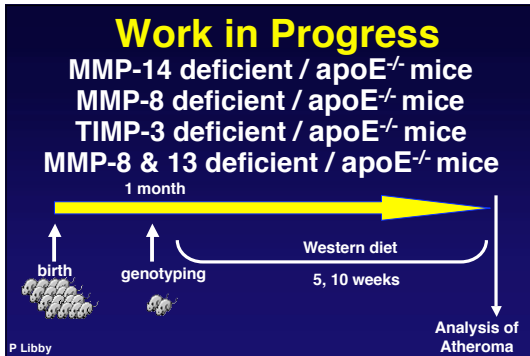 Work in Progress
MMP-14 deficient / apoE-/- mice
MMP-8 deficient / apoE-/- mice
TIMP-3 deficient / apoE-/- mice
MMP-8 & 13 deficient / apoE-/- mice
1 month
birth
genotyping
Western diet
5, 10 weeks
Analysis of
Atheroma
P Libby